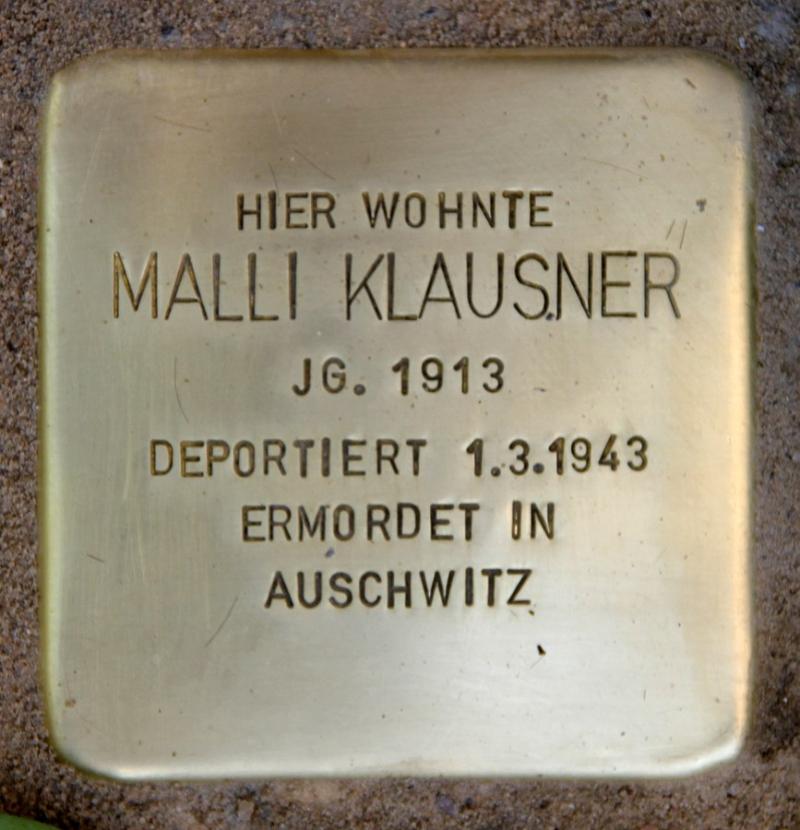 HIER WOHNTE
MALLI KLAUSNER
JG. 1913
DEPORTIERT 1.3.1943
ERMORDET IN
AUSCHWITZ